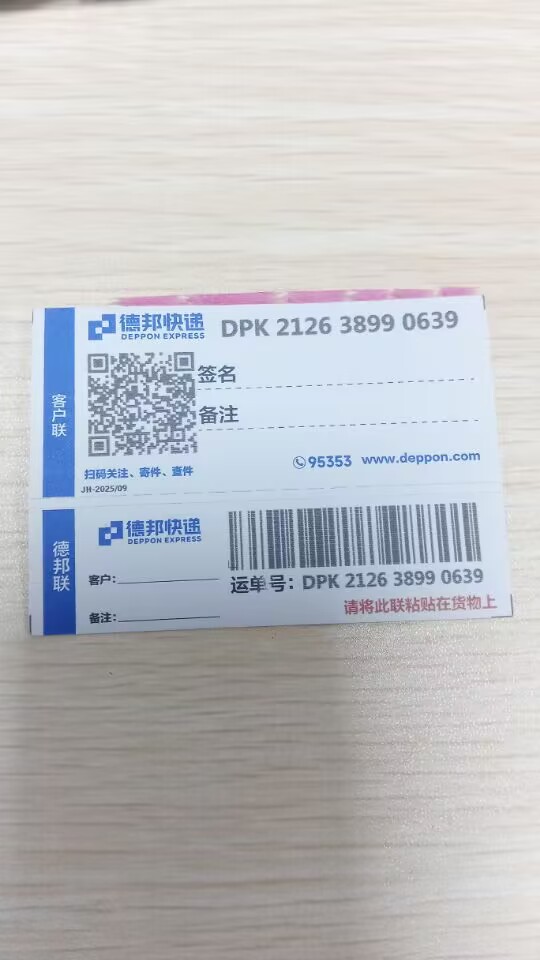 德邦快递 DPK 2126 3899 0639
DEPPON EXPRESS
客户联
签名
备注
扫码关注、寄件、查件
95353 www.deppon.com
JH-2025/09
德邦联
德邦快递
DEPPON EXPRESS
客户:
运单号: DPK 2126 3899 0639
备注:
请将此联粘贴在货物上